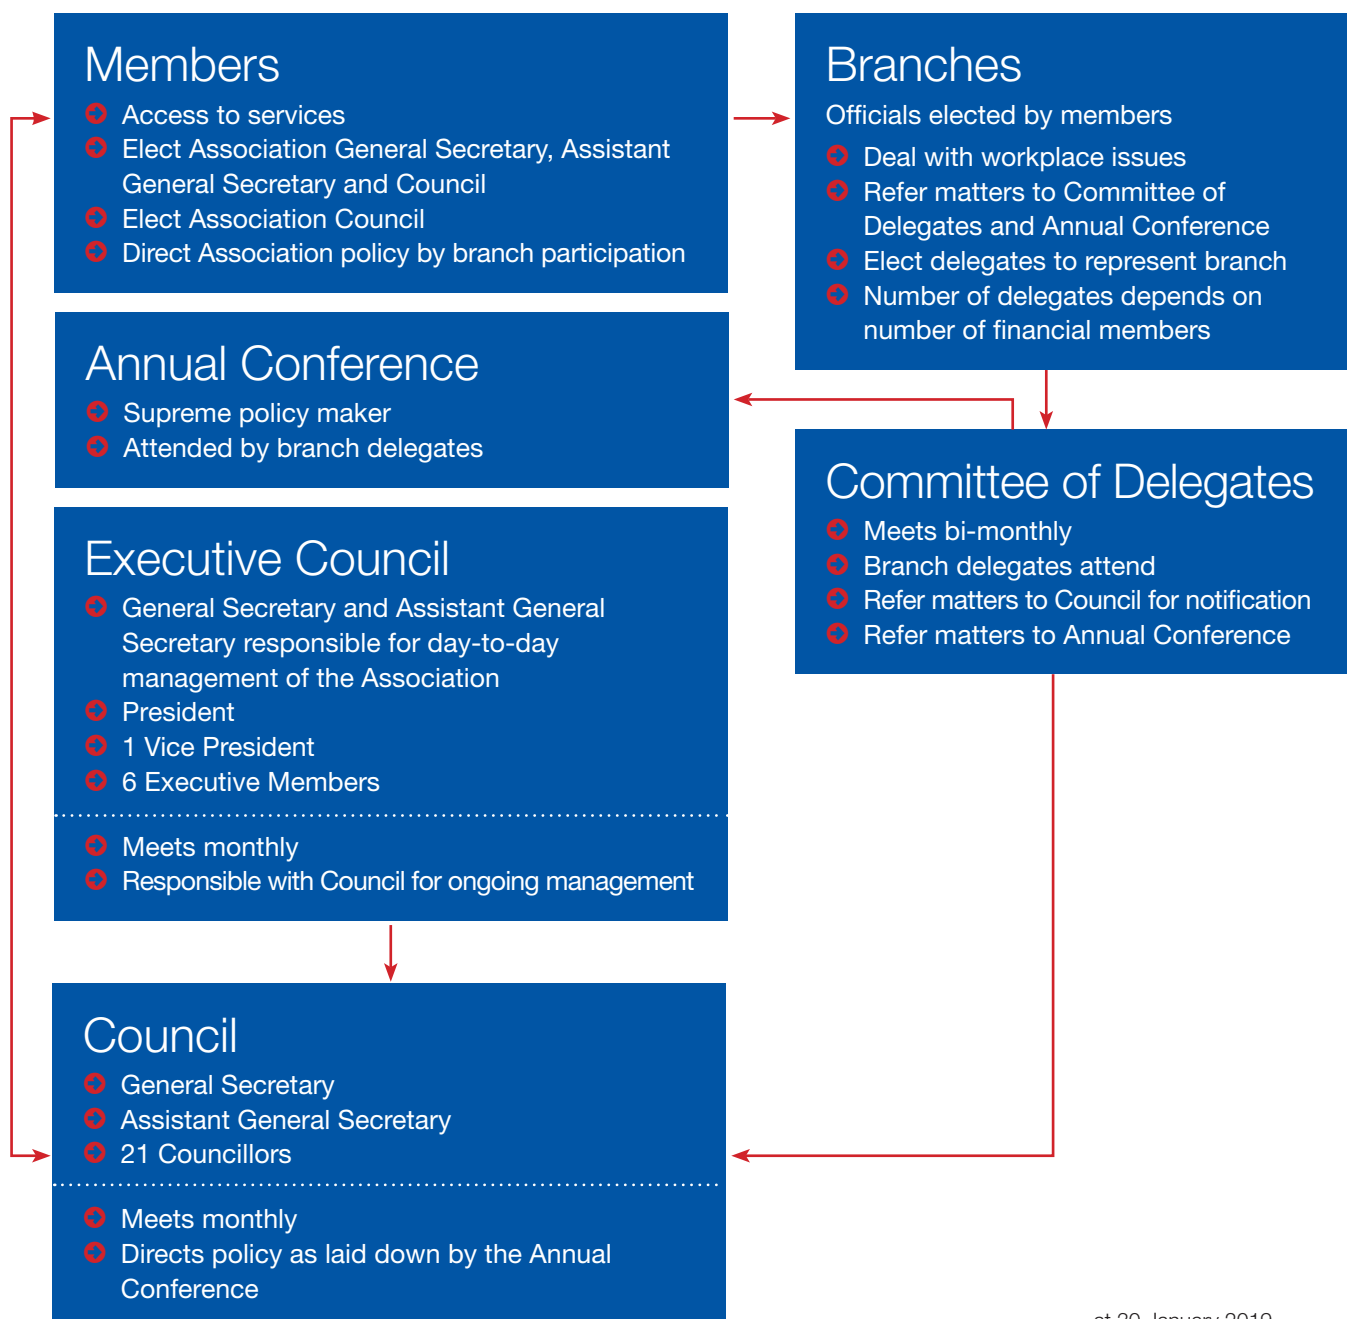 Members
Access to services
Elect Association General Secretary, Assistant
General Secretary and Council
Elect Association Council
Direct Association policy by branch participation
Branches
Officials elected by members
Deal with workplace issues
Refer matters to Committee of
Delegates and Annual Conference
Elect delegates to represent branch
Number of delegates depends on
number of financial members
Annual Conference
Supreme policy maker
Attended by branch delegates
Committee of Delegates
Meets bi-monthly
Branch delegates attend
Refer matters to Council for notification
Refer matters to Annual Conference
Executive Council
General Secretary and Assistant General
Secretary responsible for day-to-day
management of the Association
President
1 Vice President
6 Executive Members
Meets monthly
Responsible with Council for ongoing management
Council
General Secretary
Assistant General Secretary
21 Councillors
Meets monthly
Directs policy as laid down by the Annual
Conference
January 2019